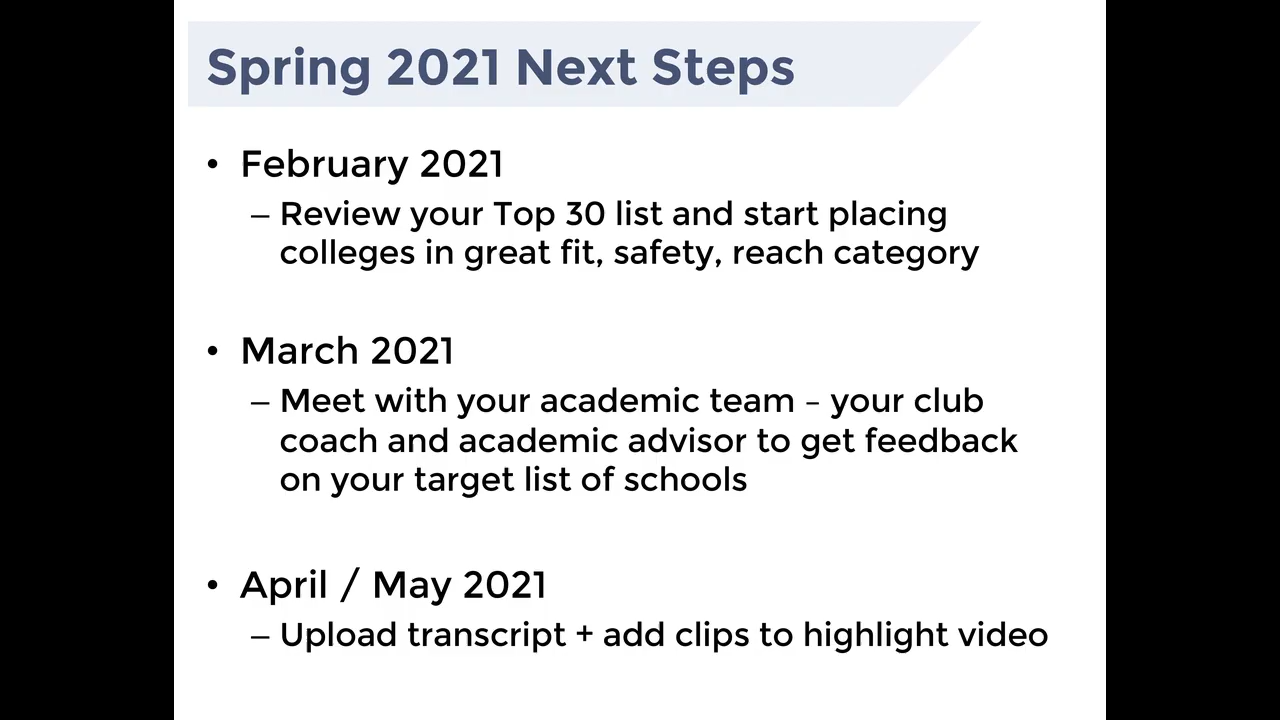 Spring 2021 Next Steps
• February 2021
– Review your Top 30 list and start placing
colleges in great fit, safety, reach category
• March 2021
– Meet with your academic team – your club
coach and academic advisor to get feedback
on your target list of schools
• April / May 2021
– Upload transcript + add clips to highlight video